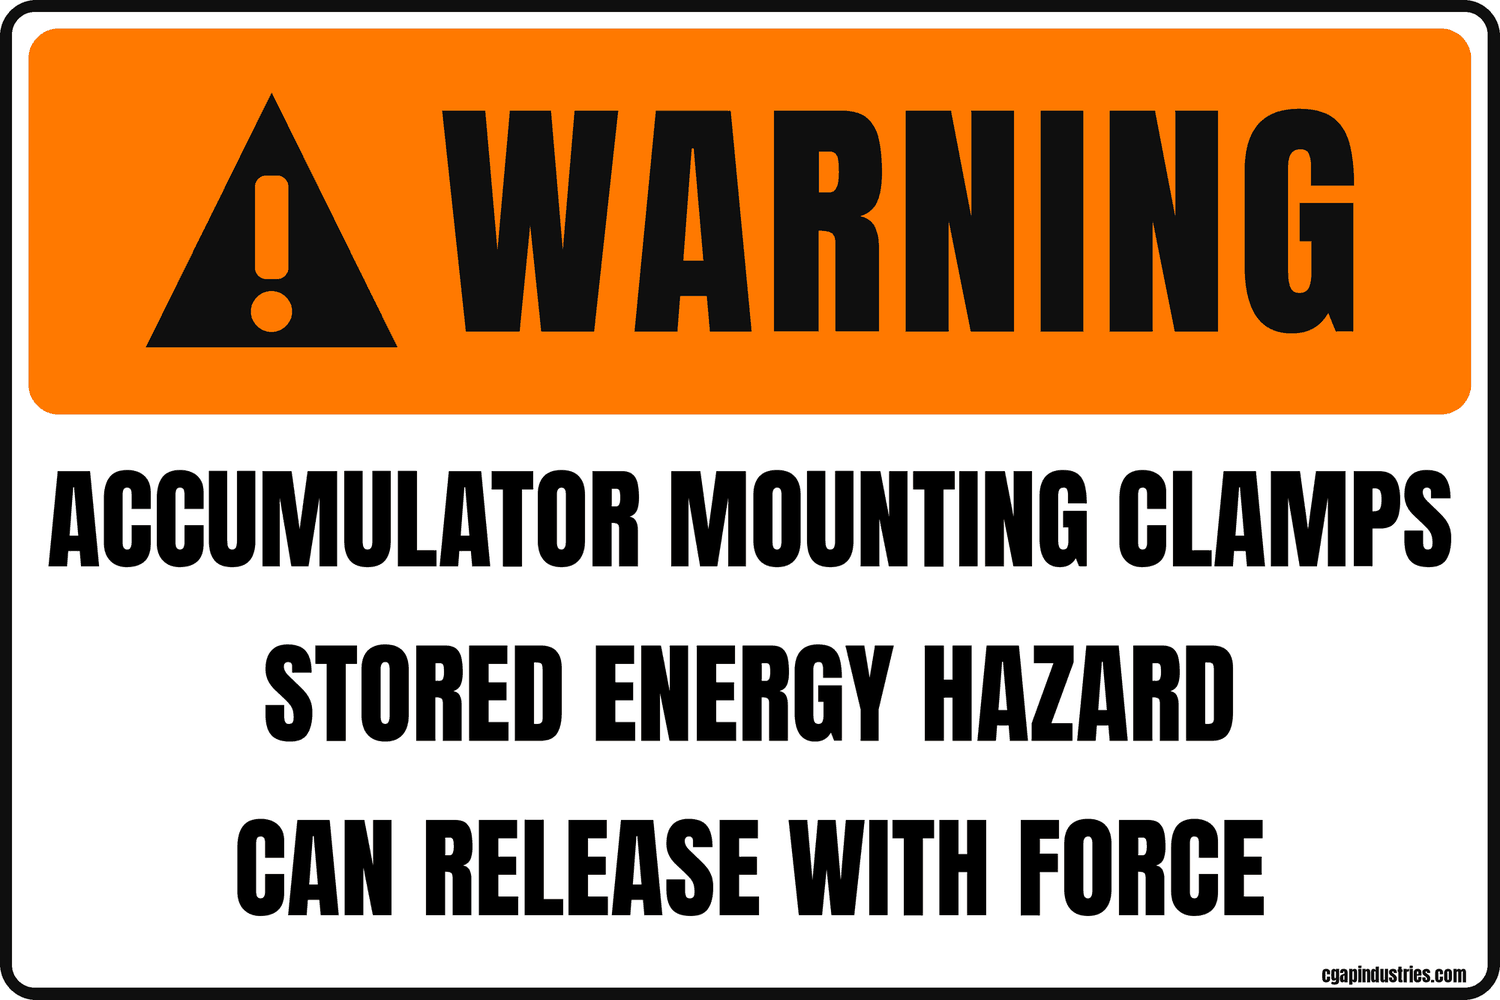 WARNING
ACCUMULATOR MOUNTING CLAMPS
STORED ENERGY HAZARD
CAN RELEASE WITH FORCE
cgapindustries.com